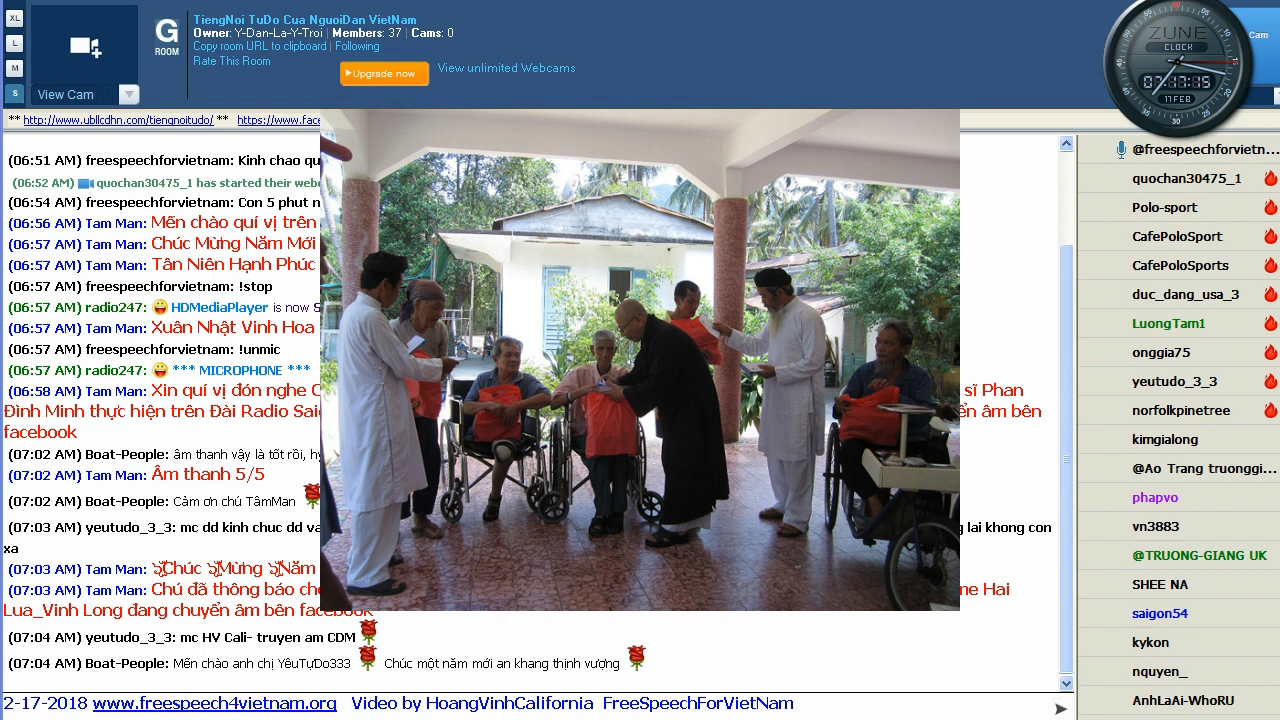 XL
L
M
S
View Cam
G
ROOM
TiengNoi TuDo Cua NguoiDan VietNam
Owner: Y-Dan-La-Y-Troi | Members: 37 | Cams: 0
Copy room URL to clipboard | Following
Rate This Room
Upgrade now
View unlimited Webcams
ZUNE
CLOCK
07:17:15
11FEB
Cam
** http://www.ubllcdhn.com/tiengnoitudo/ ** https://www.face
(06:51 AM) freespeechforvietnam: Kinh chao qu
(06:52 AM) quochan30475_1 has started their webc
(06:54 AM) freespeechforvietnam: Con 5 phut n
(06:56 AM) Tam Man: Mến chào quí vị trên
(06:57 AM) Tam Man: Chúc Mừng Năm Mới
(06:57 AM) Tam Man: Tân Niên Hạnh Phúc
(06:57 AM) freespeechforvietnam: !stop
(06:57 AM) radio247: HDMediaPlayer is now S
(06:57 AM) Tam Man: Xuân Nhật Vinh Hoa
(06:57 AM) freespeechforvietnam: !unmic
(06:57 AM) radio247: *** MICROPHONE ***
(06:58 AM) Tam Man: Xin quí vị đón nghe C sĩ Phan
Đình Minh thực hiện trên Đài Radio Saig ển âm bên
facebook
(07:02 AM) Boat-People: âm thanh vậy là tốt rồi, hy
(07:02 AM) Tam Man: Âm thanh 5/5
(07:02 AM) Boat-People: Cảm ơn chú TâmMan
(07:03 AM) yeutudo_3_3: mc dd kinh chuc dd va g lai khong con
xa
(07:03 AM) Tam Man: Chúc Mừng Năm
(07:03 AM) Tam Man: Chú đã thông báo cho me Hai
Lua_Vinh Long đang chuyển âm bên facebook
(07:04 AM) yeutudo_3_3: mc HV Cali- truyen am CDM
(07:04 AM) Boat-People: Mến chào anh chị YêuTựDo333 Chúc một năm mới an khang thịnh vượng
@freespeechforvietn...
quochan30475_1
Polo-sport
CafePoloSport
CafePoloSports
duc_dang_usa_3
LuongTam1
onggia75
yeutudo_3_3
norfolkpinetree
kimgialong
@Ao Trang truonggi...
phapvo
vn3883
@TRUONG-GIANG UK
SHEE NA
saigon54
kykon
nguyen_
AnhLaAi-WhoRU
2-17-2018 www.freespeech4vietnam.org Video by HoangVinhCalifornia FreeSpeechForVietNam